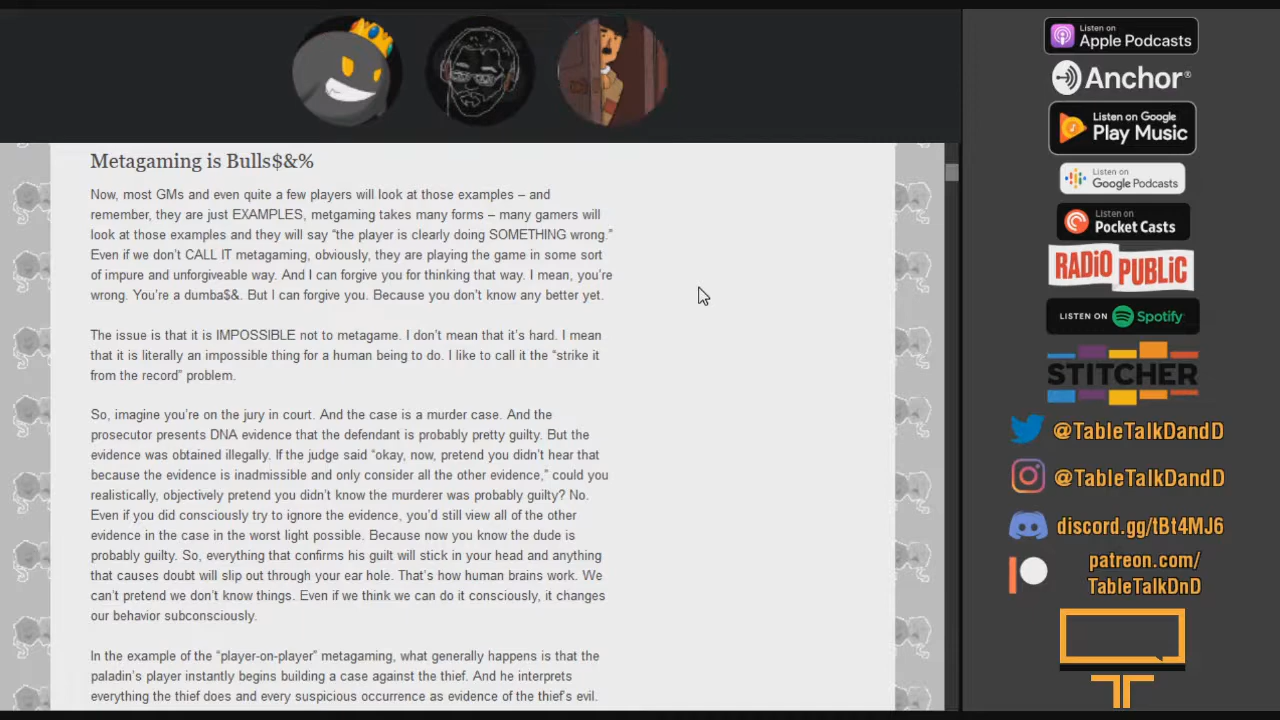 Metagaming is Bulls$&%
Now, most GMs and even quite a few players will look at those examples – and
remember, they are just EXAMPLES, metgaming takes many forms – many gamers will
look at those examples and they will say “the player is clearly doing SOMETHING wrong.”
Even if we don’t CALL IT metagaming, obviously, they are playing the game in some sort
of impure and unforgiveable way. And I can forgive you for thinking that way. I mean, you’re
wrong. You’re a dumba$&. But I can forgive you. Because you don’t know any better yet.
The issue is that it is IMPOSSIBLE not to metagame. I don’t mean that it’s hard. I mean
that it is literally an impossible thing for a human being to do. I like to call it the “strike it
from the record” problem.
So, imagine you’re on the jury in court. And the case is a murder case. And the
prosecutor presents DNA evidence that the defendant is probably pretty guilty. But the
evidence was obtained illegally. If the judge said “okay, now, pretend you didn’t hear that
because the evidence is inadmissible and only consider all the other evidence,” could you
realistically, objectively pretend you didn’t know the murderer was probably guilty? No.
Even if you did consciously try to ignore the evidence, you’d still view all of the other
evidence in the case in the worst light possible. Because now you know the dude is
probably guilty. So, everything that confirms his guilt will stick in your head and anything
that causes doubt will slip out through your ear hole. That’s how human brains work. We
can’t pretend we don’t know things. Even if we think we can do it consciously, it changes
our behavior subconsciously.
In the example of the “player-on-player” metagaming, what generally happens is that the
paladin’s player instantly begins building a case against the thief. And he interprets
everything the thief does and every suspicious occurrence as evidence of the thief’s evil.
Listen on
Apple Podcasts
Anchor®
Listen on Google
Play Music
Listen on
Google Podcasts
Listen on
Pocket Casts
RADiO PUBLiC
LISTEN ON Spotify
STITCHER
@TableTalkDandD
@TableTalkDandD
discord.gg/tBt4MJ6
patreon.com/
TableTalkDnD